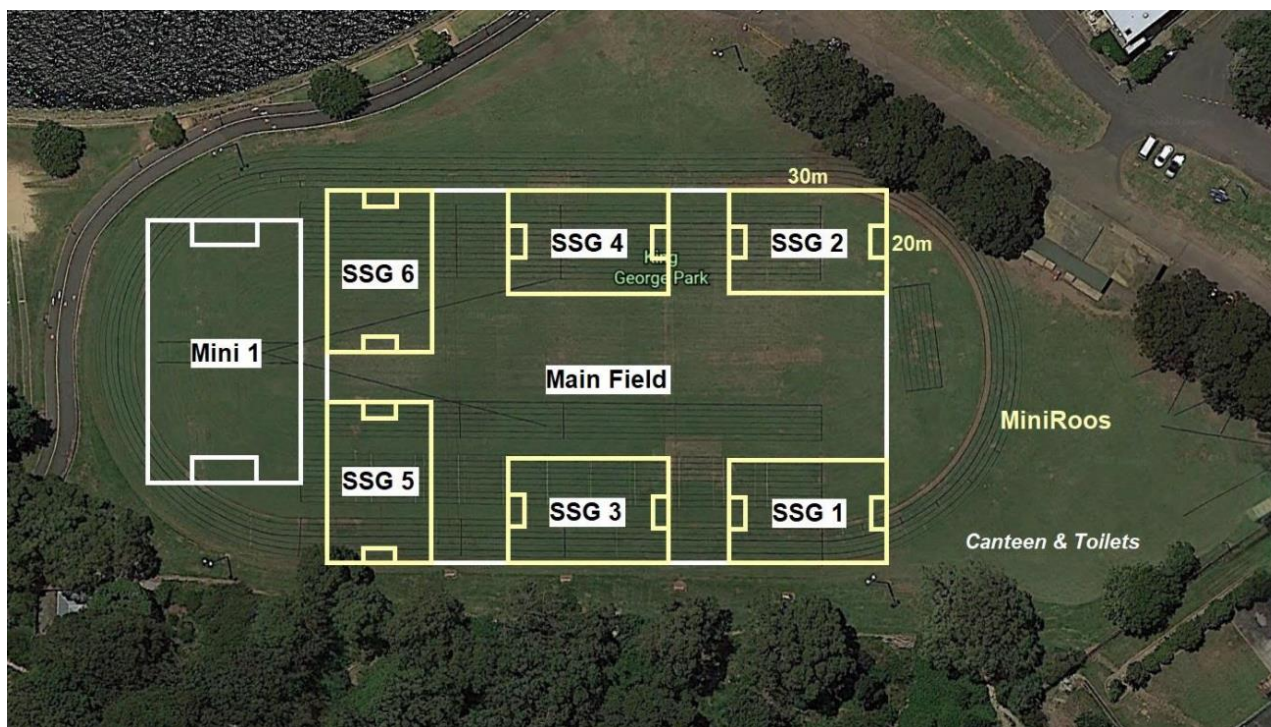 30m
SSG 4
SSG 2
20m
SSG 6
King
George Park
Mini 1
Main Field
MiniRoos
SSG 5
SSG 3
SSG 1
Canteen & Toilets